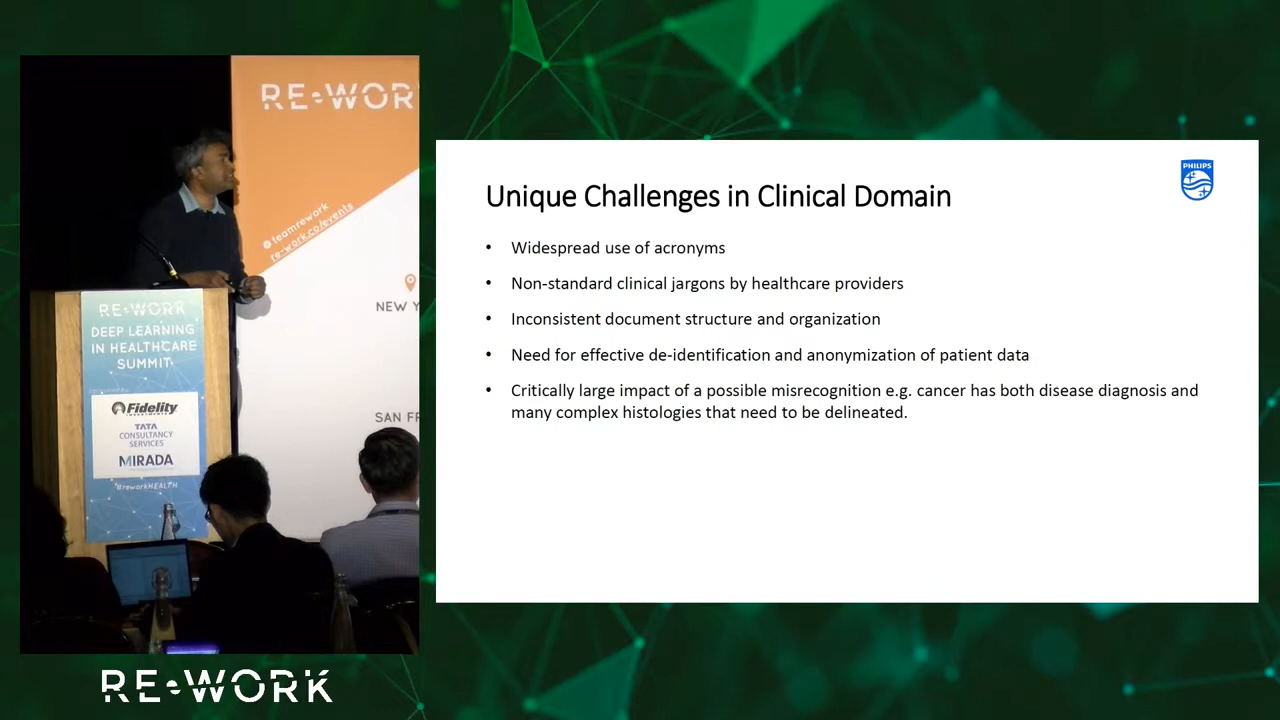 RE•WOR
teamrework
re-work.co/events
NEW Y
SAN FR
RE•WORK
DEEP LEARNING
IN HEALTHCARE
SUMMIT
Fidelity
INVESTMENTS
TATA
CONSULTANCY
SERVICES
MIRADA
#reworkHEALTH
RE•WORK
PHILIPS
Unique Challenges in Clinical Domain
• Widespread use of acronyms
• Non-standard clinical jargons by healthcare providers
• Inconsistent document structure and organization
• Need for effective de-identification and anonymization of patient data
• Critically large impact of a possible misrecognition e.g. cancer has both disease diagnosis and
many complex histologies that need to be delineated.